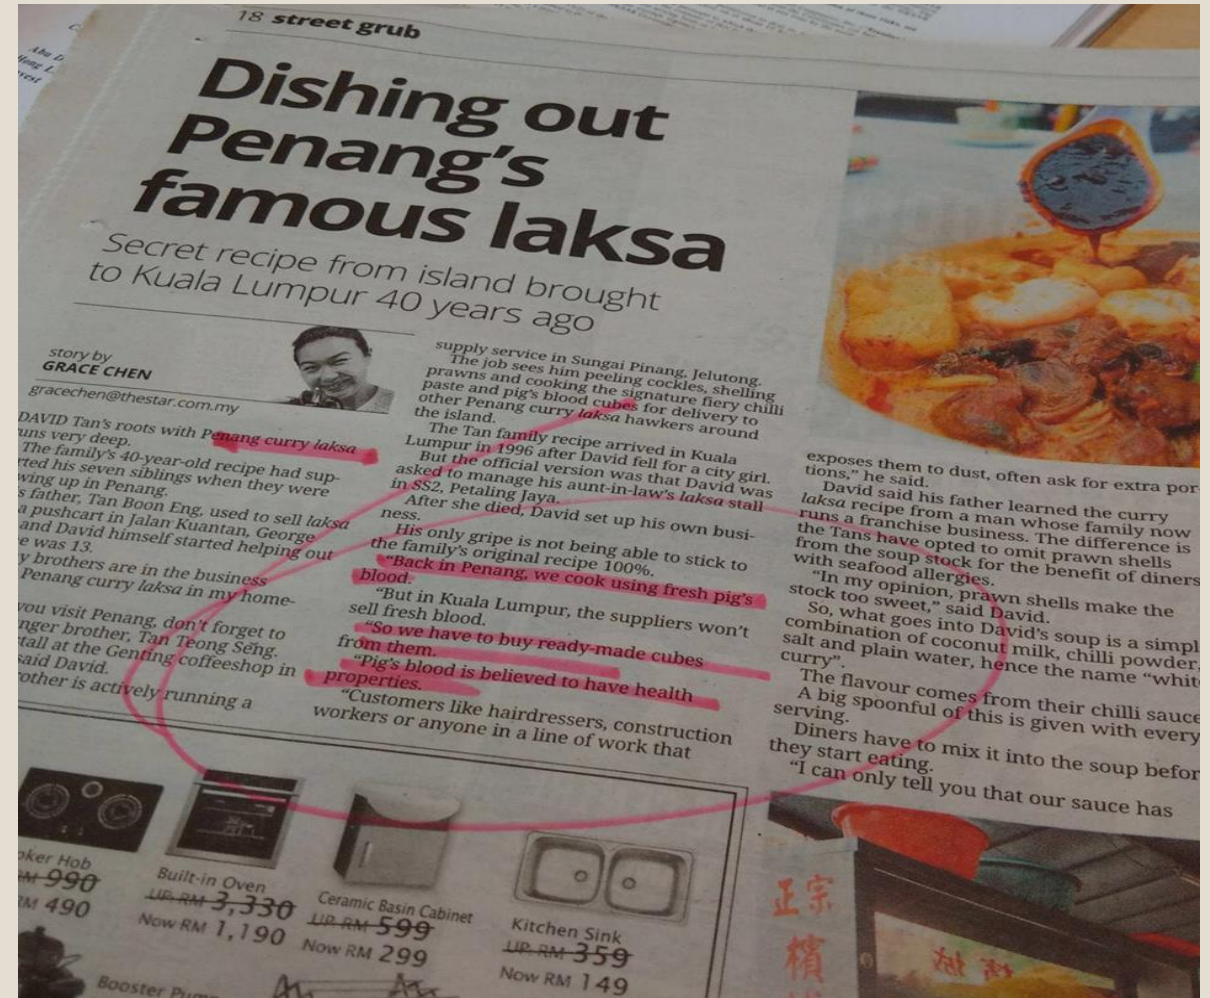 18 street grub
Dishing out
Penang's
famous laksa
Secret recipe from island brought
to Kuala Lumpur 40 years ago
story by
GRACE CHEN
gracechen@thestar.com.my
DAVID Tan's roots with Penang curry laksa
runs very deep.
The family's 40-year-old recipe had sup-
his seven siblings when they were
up in Penang.
father, Tan Boon Eng, used to sell laksa
a pushcart in Jalan Kuantan, George
and David himself started helping out
was 13.
brothers are in the business
Penang curry laksa in my home-
you visit Penang, don't forget to
brother, Tan Teong Seng.
at the Genting coffeeshop in
said David.
is actively running a
supply service in Sungai Pinang, Jelutong.
The job sees him peeling cockles, shelling
prawns and cooking the signature fiery chilli
paste and pig's blood cubes for delivery to
other Penang curry laksa hawkers around
the island.
The Tan family recipe arrived in Kuala
Lumpur in 1996 after David fell for a city girl.
But the official version was that David was
asked to manage his aunt-in-law's laksa stall
in SS2, Petaling Jaya.
After she died, David set up his own busi-
ness.
His only gripe is not being able to stick to
the family's original recipe 100%.
"Back in Penang, we cook using fresh pig's
blood.
"But in Kuala Lumpur, the suppliers won't
sell fresh blood.
"So we have to buy ready-made cubes
from them.
"Pig's blood is believed to have health
properties.
"Customers like hairdressers, construction
workers or anyone in a line of work that
exposes them to dust, often ask for extra por-
tions," he said.
David said his father learned the curry
laksa recipe from a man whose family now
runs a franchise business. The difference is
the Tans have opted to omit prawn shells
from the soup stock for the benefit of diners
with seafood allergies.
"In my opinion, prawn shells make the
stock too sweet," said David.
So, what goes into David's soup is a simpl
combination of coconut milk, chilli powder,
salt and plain water, hence the name "whit
curry".
The flavour comes from their chilli sauce
A big spoonful of this is given with every
serving.
Diners have to mix it into the soup befor
they start eating.
"I can only tell you that our sauce has
Hob
RM 990
RM 490
Built-in Oven
UP. RM 3,330
Now RM 1,190
Ceramic Basin Cabinet
UP. RM 599
Now RM 299
Kitchen Sink
UP. RM 359
Now RM 149
Booster
正宗
檳